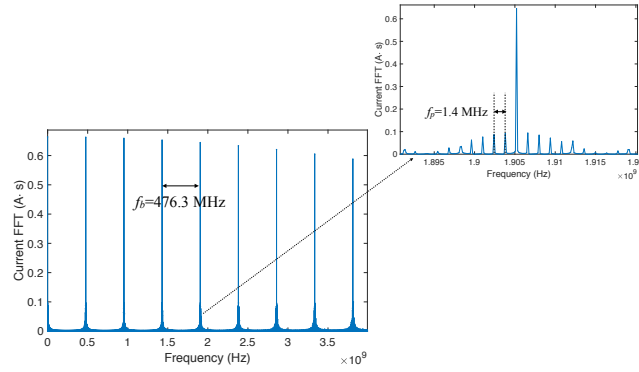 Current FFT (A· s)
0.6
0.5
0.4
0.3
0.2
0.1
0
f_b=476.3 MHz
0 0.5 1 1.5 2 2.5 3 3.5
Frequency (Hz)
×10^9
Current FFT (A· s)
0.6
0.5
0.4
0.3
0.2
0.1
0
f_p=1.4 MHz
1.895 1.9 1.905 1.91 1.915 1.9
Frequency (Hz)
×10^9